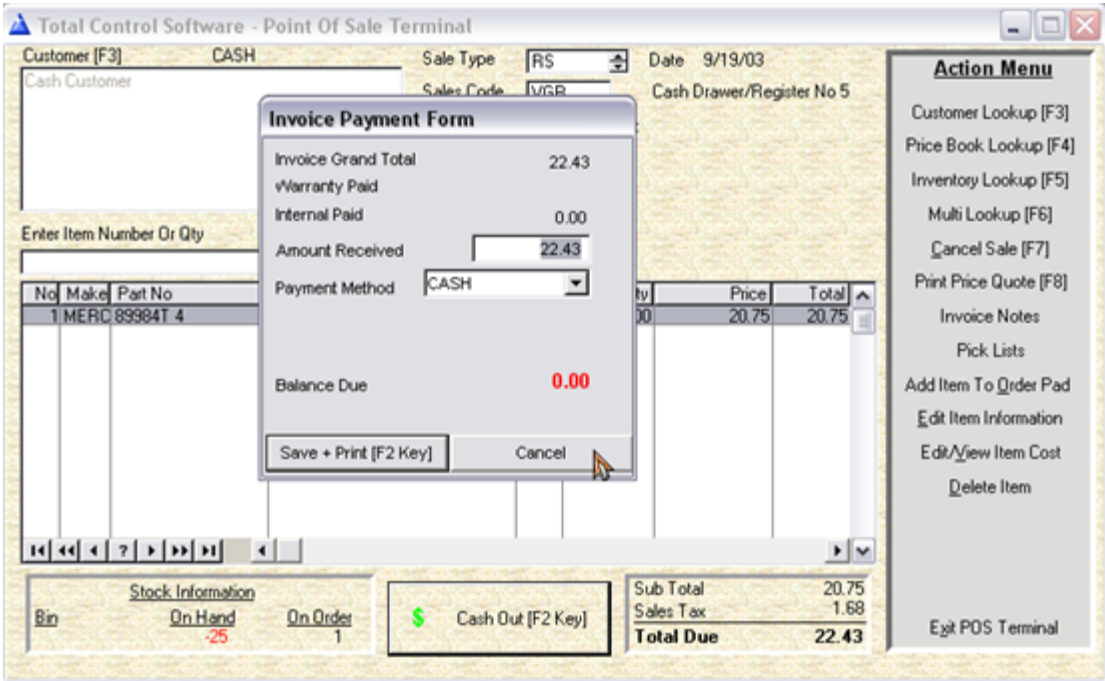 Total Control Software - Point Of Sale Terminal
Customer [F3] CASH Sale Type RS Date 9/19/03
Cash Customer
Sales Code VGB Cash Drawer/Register No 5
Invoice Payment Form
Invoice Grand Total 22.43
Warranty Paid
Internal Paid 0.00
Amount Received 22.43
Payment Method CASH
Balance Due 0.00
Save + Print [F2 Key] Cancel
Enter Item Number Or Qty
No Make Part No Price Total
1 MERC 89984T 4 20.75 20.75
?
Stock Information
Bin On Hand On Order
-25 1
$ Cash Out [F2 Key]
Sub Total 20.75
Sales Tax 1.68
Total Due 22.43
Action Menu
Customer Lookup [F3]
Price Book Lookup [F4]
Inventory Lookup [F5]
Multi Lookup [F6]
Cancel Sale [F7]
Print Price Quote [F8]
Invoice Notes
Pick Lists
Add Item To Order Pad
Edit Item Information
Edit/View Item Cost
Delete Item
Exit POS Terminal